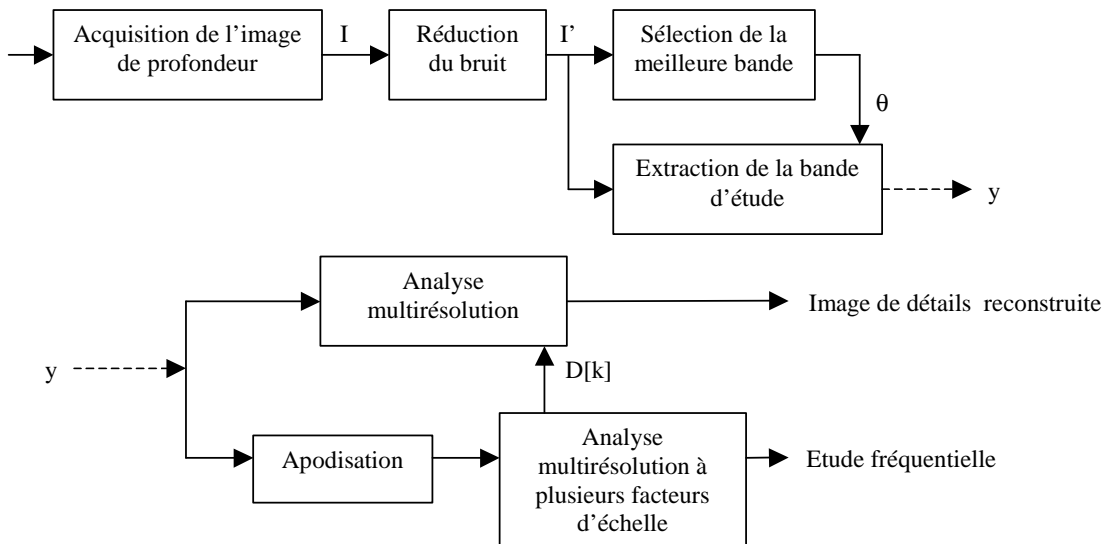 Acquisition de l’image
de profondeur
I
Réduction
du bruit
I’
Sélection de la
meilleure bande
θ
Extraction de la bande
d’étude
y
Analyse
multirésolution
Image de détails reconstruite
y
D[k]
Apodisation
Analyse
multirésolution à
plusieurs facteurs
d’échelle
Etude fréquentielle